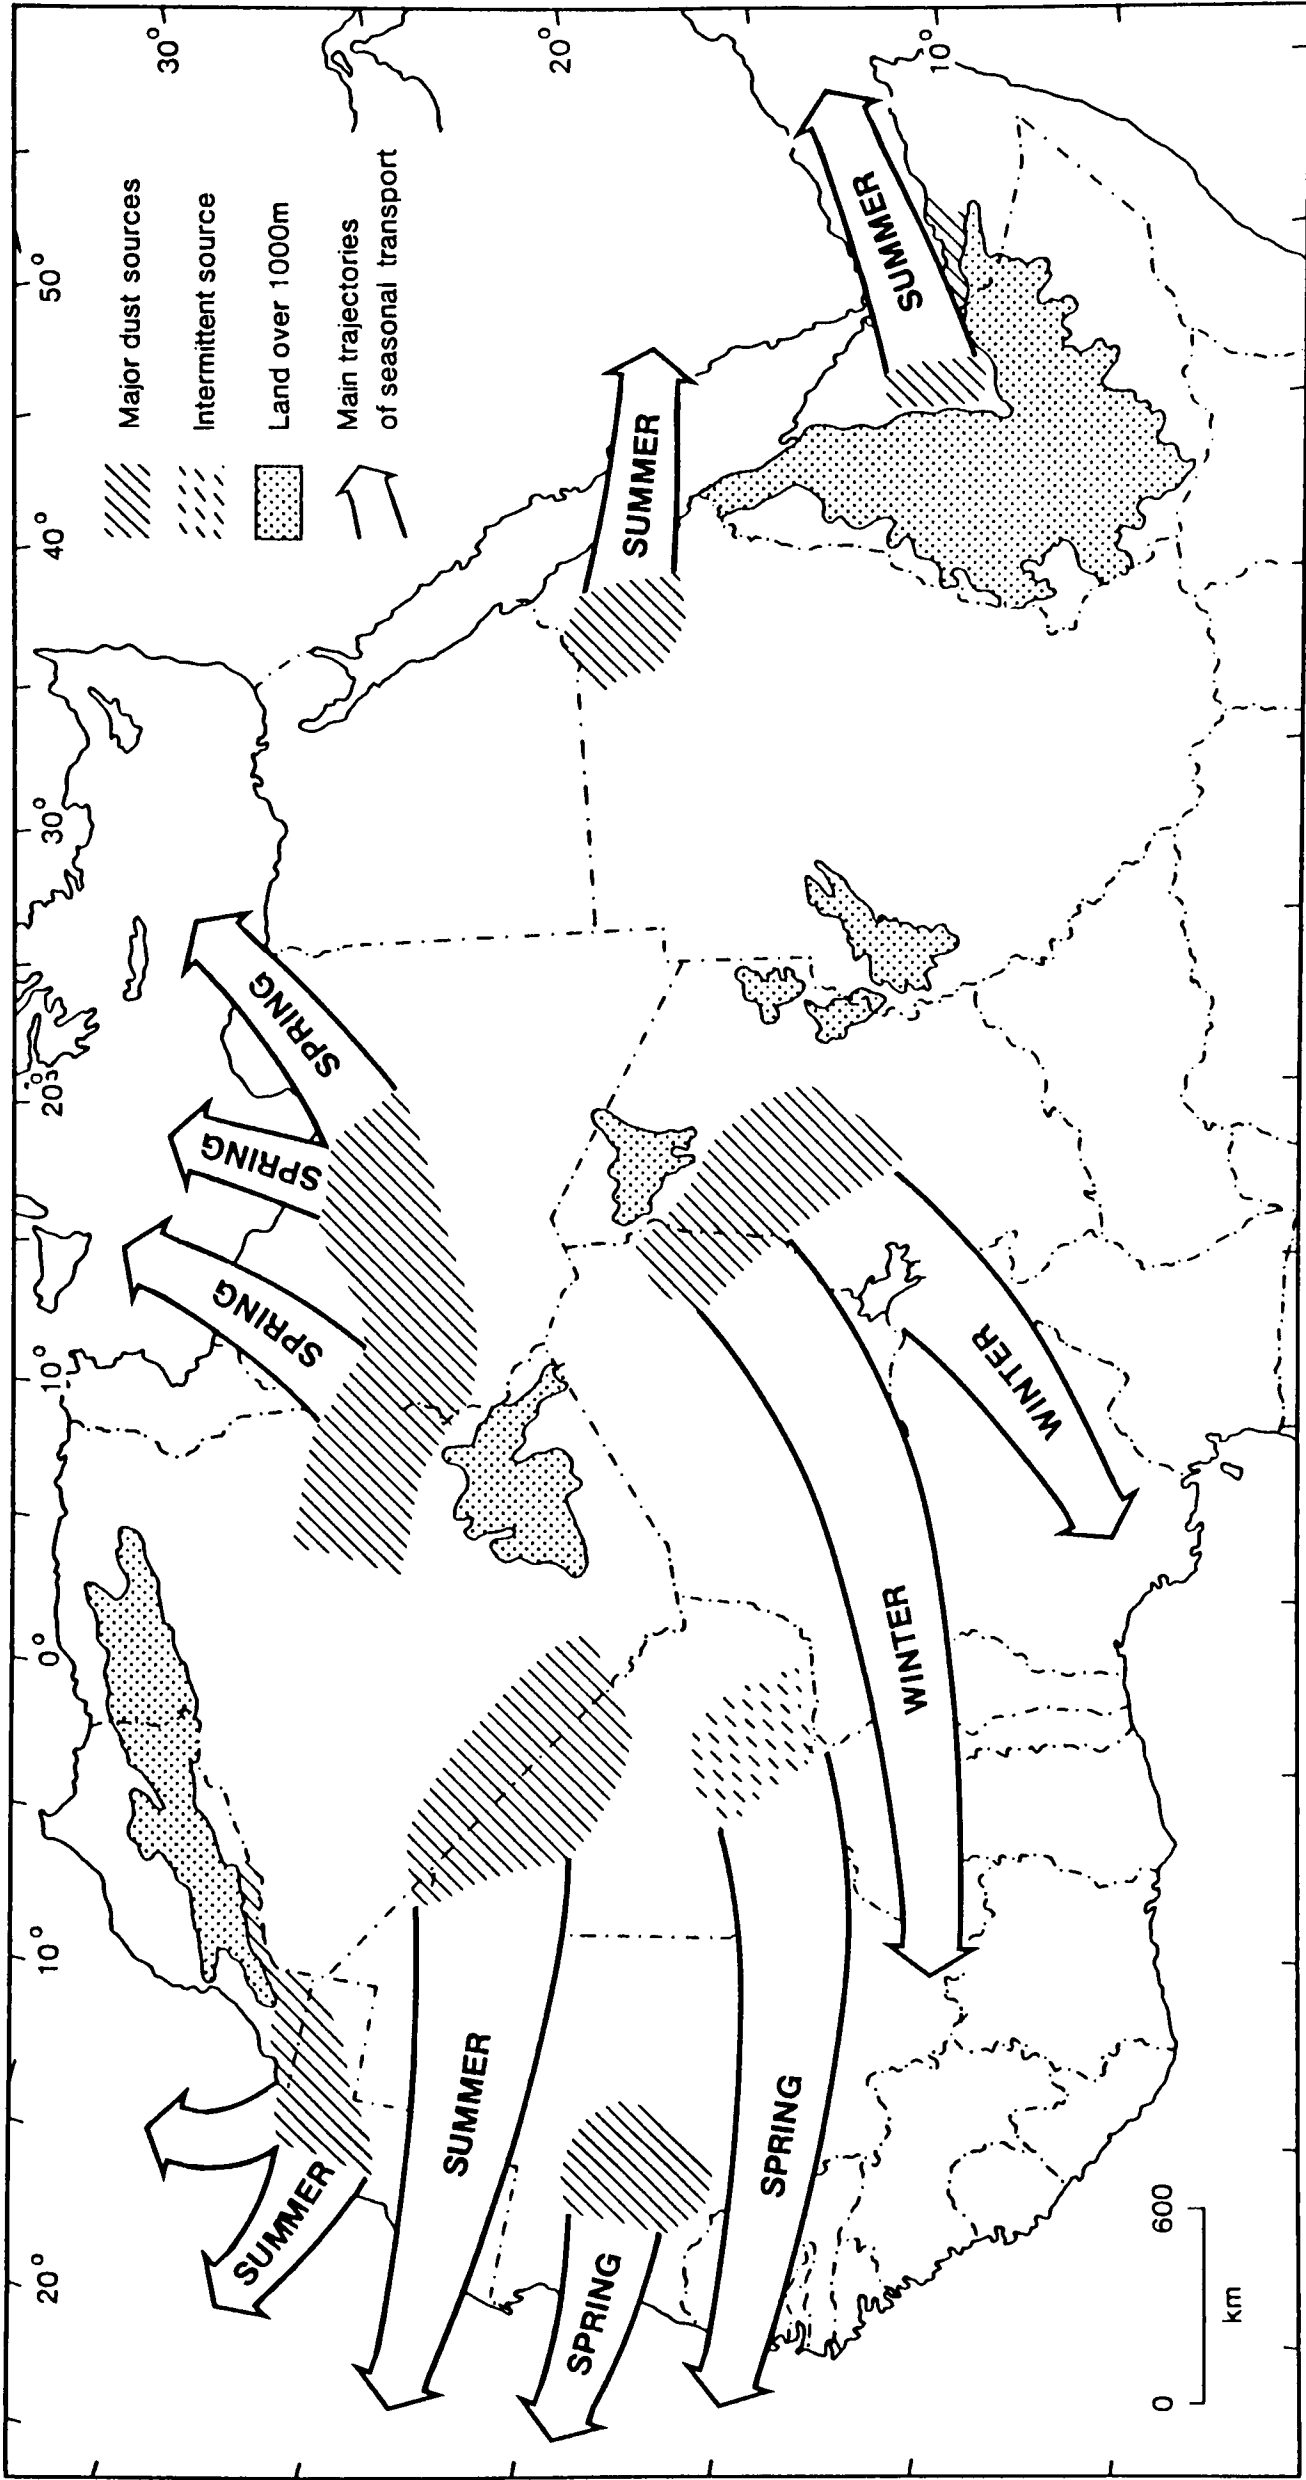 20°
10°
0°
10°
20°
30°
40°
50°
30°
20°
10°
Major dust sources
Intermittent source
Land over 1000m
Main trajectories
of seasonal transport
SUMMER
SUMMER
SPRING
SPRING
WINTER
WINTER
SPRING
SPRING
SPRING
SUMMER
SUMMER
0 600
km